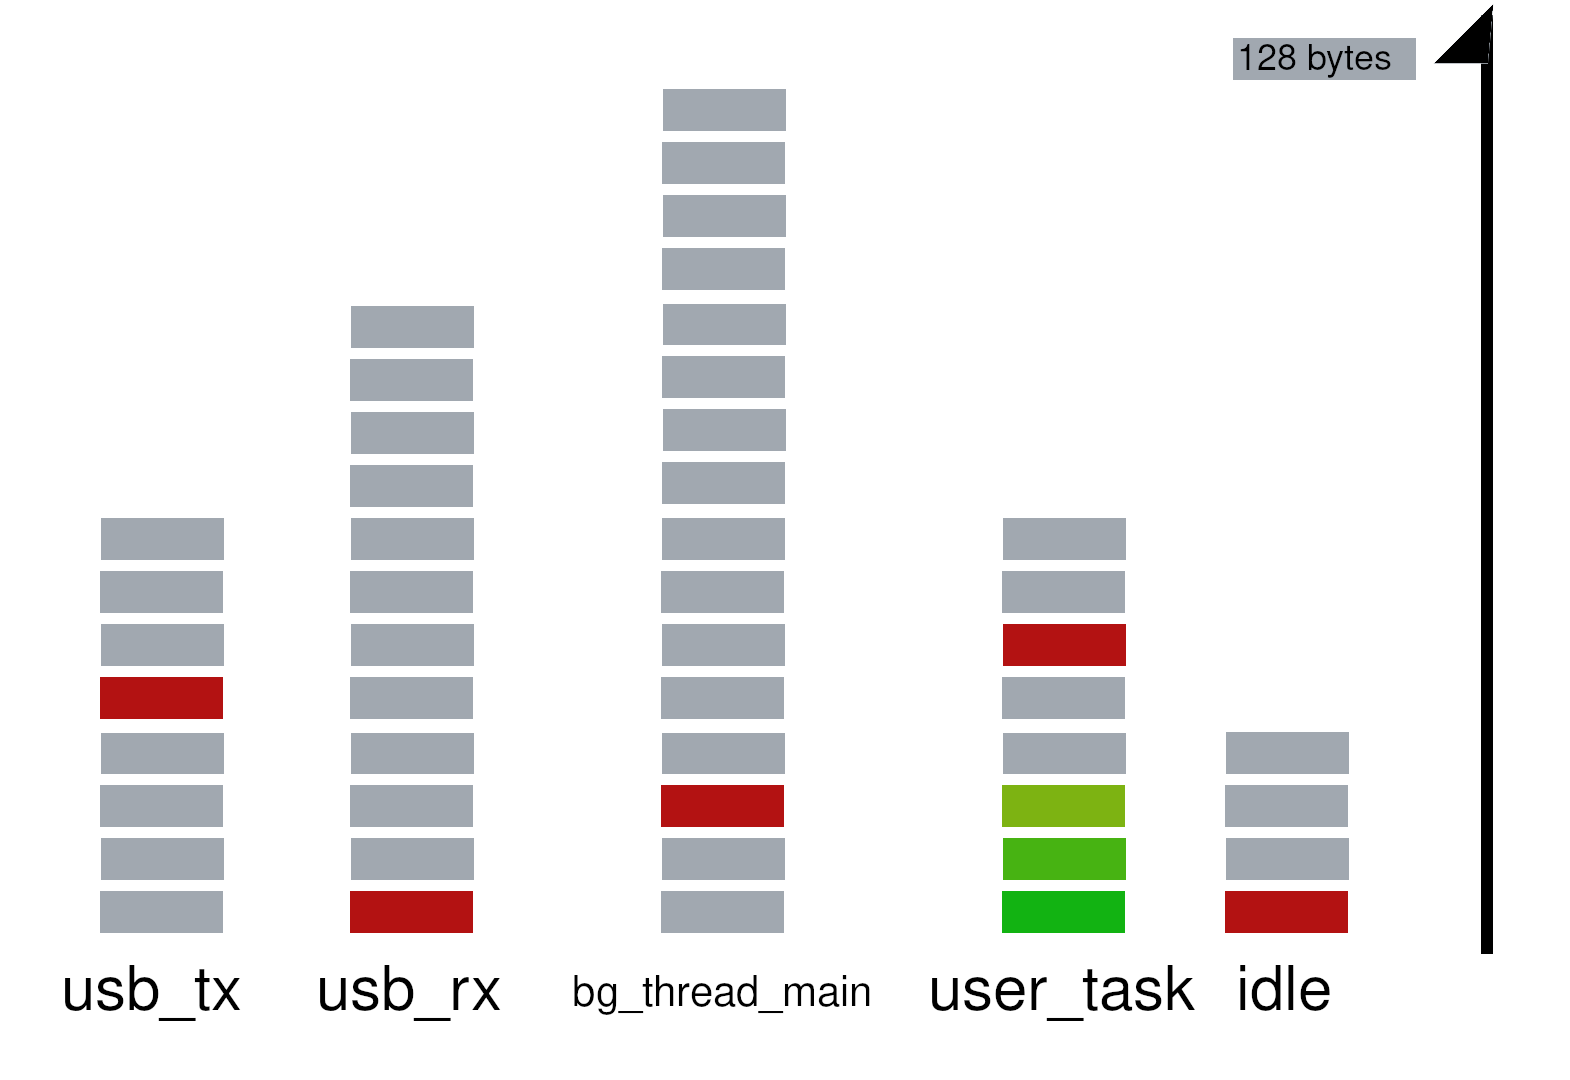 128 bytes
usb_tx
usb_rx
bg_thread_main
user_task
idle